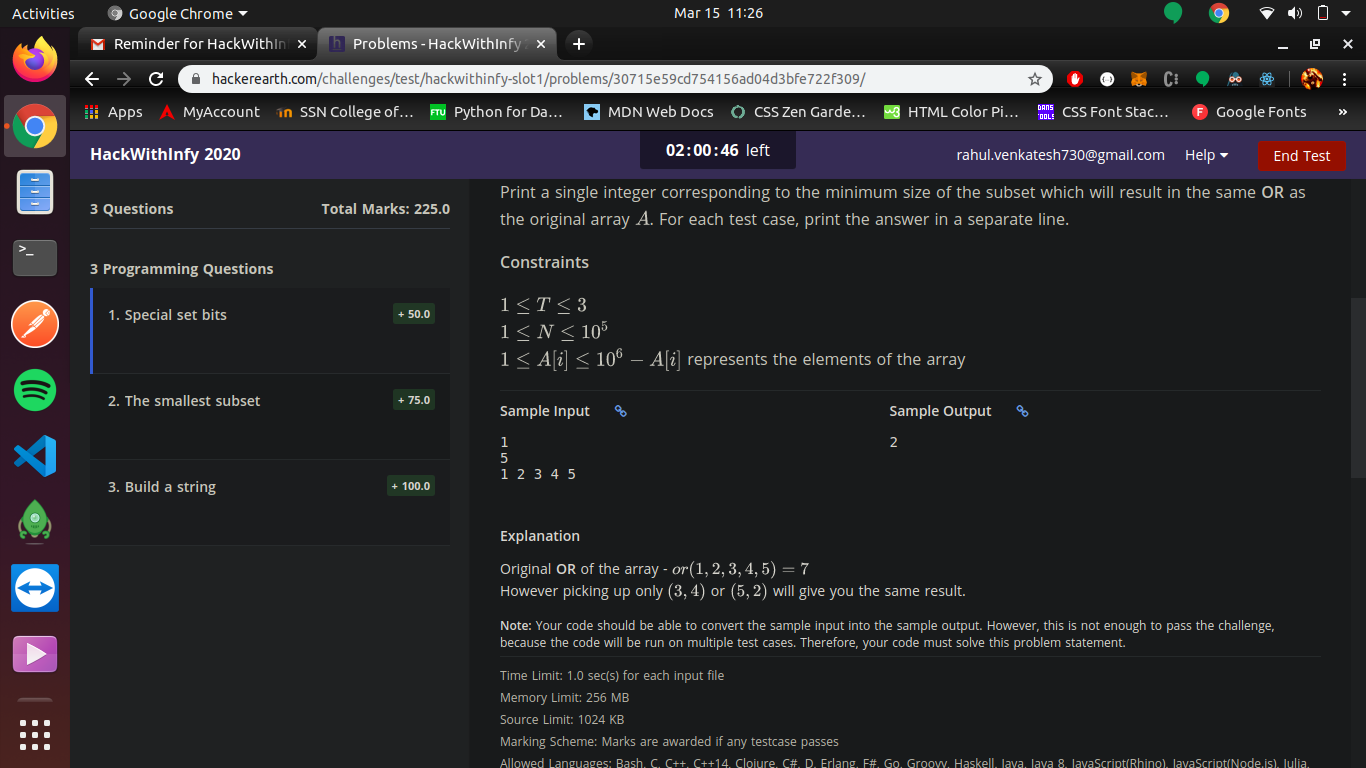 Activities
Google Chrome
Mar 15 11:26
Reminder for HackWithIn
Problems - HackWithInfy
hackerearth.com/challenges/test/hackwithinfy-slot1/problems/30715e59cd754156ad04d3bfe722f309/
Apps MyAccount SSN College of... Python for Da... MDN Web Docs CSS Zen Garde... HTML Color Pi... CSS Font Stac... Google Fonts »
HackWithInfy 2020
02:00:46 left
rahul.venkatesh730@gmail.com Help End Test
3 Questions Total Marks: 225.0
3 Programming Questions
1. Special set bits + 50.0
2. The smallest subset + 75.0
3. Build a string + 100.0
Print a single integer corresponding to the minimum size of the subset which will result in the same OR as
the original array A. For each test case, print the answer in a separate line.
Constraints
1 ≤ T ≤ 3
1 ≤ N ≤ 10⁵
1 ≤ A[i] ≤ 10⁶ − A[i] represents the elements of the array
Sample Input
1
5
1 2 3 4 5
Sample Output
2
Explanation
Original OR of the array - or(1, 2, 3, 4, 5) = 7
However picking up only (3, 4) or (5, 2) will give you the same result.
Note: Your code should be able to convert the sample input into the sample output. However, this is not enough to pass the challenge,
because the code will be run on multiple test cases. Therefore, your code must solve this problem statement.
Time Limit: 1.0 sec(s) for each input file
Memory Limit: 256 MB
Source Limit: 1024 KB
Marking Scheme: Marks are awarded if any testcase passes
Allowed Languages: Bash, C, C++, C++14, Clojure, C#, D, Erlang, F#, Go, Groovy, Haskell, Java, Java 8, JavaScript(Rhino), JavaScript(Node.js), Julia,